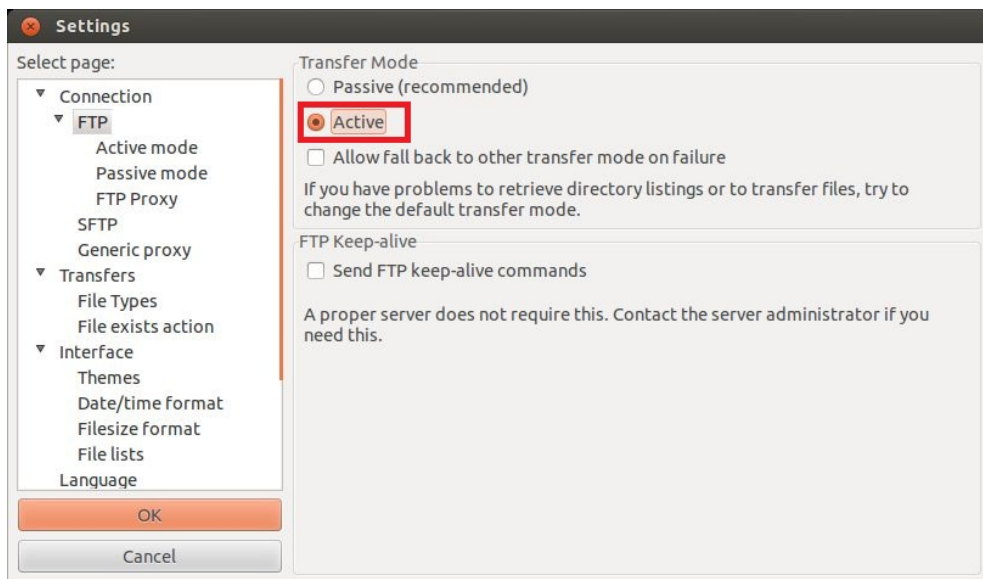 Settings
Select page:
Connection
FTP
Active mode
Passive mode
FTP Proxy
SFTP
Generic proxy
Transfers
File Types
File exists action
Interface
Themes
Date/time format
Filesize format
File lists
Language
OK
Cancel
Transfer Mode
Passive (recommended)
Active
Allow fall back to other transfer mode on failure
If you have problems to retrieve directory listings or to transfer files, try to
change the default transfer mode.
FTP Keep-alive
Send FTP keep-alive commands
A proper server does not require this. Contact the server administrator if you
need this.